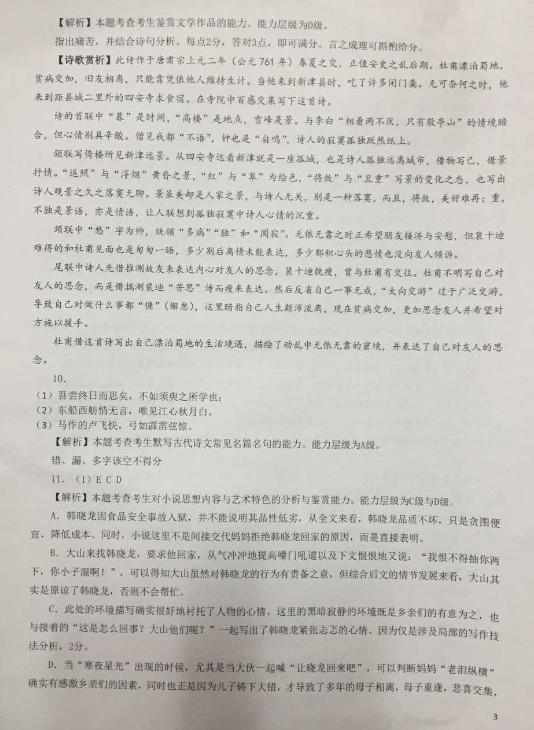 【解析】本题考查考生鉴赏文学作品的能力。能力层级为D级。
指出痛苦,并结合诗句分析。每点2分,答对3点,即可满分。言之成理可斟酌给分。
【诗歌赏析】此诗作于唐肃宗上元二年(公元761年)春夏之交,正值安史之乱后期。杜甫漂泊蜀地,
贫病交加,旧友相离,只能靠凭依他人维持生计。当他来到新津县时,吃了许多闭门羹。无可奈何之时,他
来到距县城二里外的四安寺求食宿。在寺院中百感交集写下这首诗。
诗的首联中“暮”是时间,“高楼”是地点,雪峰是景。与李白“相看两不厌,只有敬亭山”的情境暗
合,但心情别具辛酸。僧见我都“不语”,钟也是“自鸣”,诗人的寂寞孤独跃然纸上。
颔联写倚楼所见新津远景。从四安寺远看新津就是一座孤城,也是诗人孤独远离城市,借物写己,借景
抒情。“返照”与“浮烟”黄昏之景,“红”与“翠”为绘色,“将敛”与“且重”写景的变化之态,也写出
诗人观景之久之落寞无聊。景虽美却是人家之景,与诗人无关,别是一种落寞,而且,将敛,美好难再;重,
不独是景语,亦是情语,让人联想到孤独寂寞中诗人心情的沉重。
颈联中“愁”字为帅,统领“多病”“独”和“阒寂”。无依无靠之时正希望朋友接济与安慰,但裴十迪
难得的和杜甫见面也是匆匆一晤,多少别后离情未能表达,多少郁积心头的愁绪也没向友人倾诉。
尾联中诗人先借推测故友来表达内心对友人的思念,裴十迪貌瘦,曾与杜甫有交往。杜甫不明写自己对
友人的思念,而是借揣测裴迪“苦思”诗而瘦来表达。然后反省自己一事无成,“大向交游”过于广泛交游,
导致自己对做什么事都“慵”(懈怠),这里暗指自己人生颠沛流离,现在贫病交加,更加思念友人并希望对
方施以援手。
杜甫借这首诗写出自己漂泊蜀地的生活境遇,描绘了动乱中无依无靠的窘境,并表达了自己对友人的思
念。
10.
(1)吾尝终日而思矣,不如须臾之所学也;
(2)东船西舫悄无言,唯见江心秋月白。
(3)马作的卢飞快,弓如霹雳弦惊。
【解析】本题考查考生默写古代诗文常见名篇名句的能力。能力层级为A级。
错、漏、多字该空不得分
11.(1)E C D
【解析】本题考查考生对小说思想内容与艺术特色的分析与鉴赏能力。能力层级为C级与D级。
A. 韩晓龙因食品安全事故入狱,并不能说明其品性低劣,从全文来看,韩晓龙品质不坏,只是贪图便
宜,降低成本。同时,小说这里不是间接交代妈妈拒绝韩晓龙回家的原因,而是直接表明。
B. 大山来找韩晓龙,要求他回家,从气冲冲地提高嗓门吼道以及下文恨恨地又说:“我恨不得抽你两
下,你小子混啊!”,可以得知大山虽然对韩晓龙的行为有责备之意,但综合后文的情节发展来看,大山其
实是原谅了韩晓龙,否则不会帮忙。
C. 此处的环境描写确实很好地衬托了人物的心情。这里的黑暗寂静的环境既是乡亲们的有意为之,也
与接着的“这是怎么回事?大山他们呢?”一起写出了韩晓龙紧张忐忑的心情。因为仅是涉及局部的写作技
法分析,2分。
D. 当“寒夜星光”出现的时候,尤其是当大伙一起喊“让晓龙回来吧”,可以判断妈妈“老泪纵横”
确实有感激乡亲们的因素,同时也正是因为儿子铸下大错,才导致了多年的母子相离,母子重逢,悲喜交集,
3